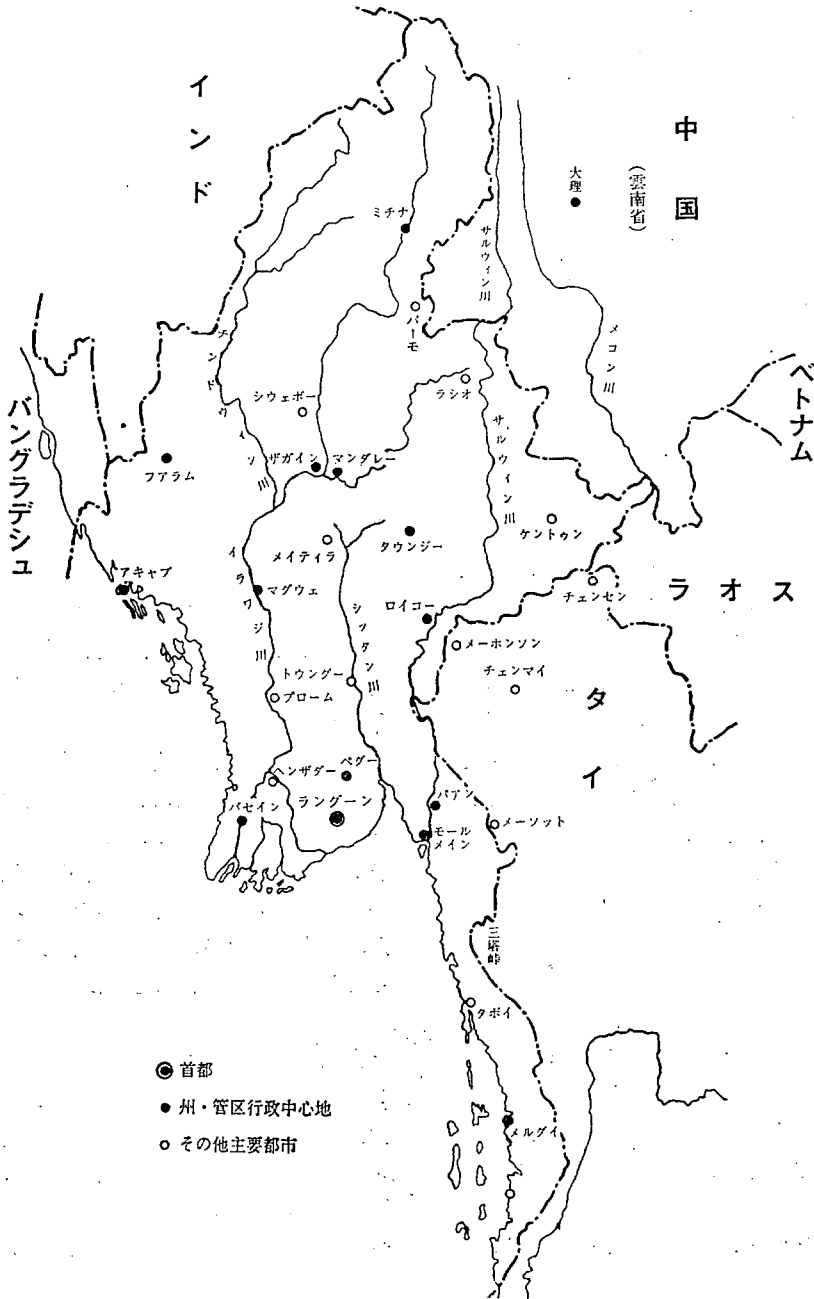 インド
中国
（雲南省）
大理
ミチナ
サルウィン川
バーモ
メコン川
ベトナム
チンドウィン川
シウェボー
ラシオ
バングラデシュ
フアラム
ザガイン
マンダレー
サルウィン川
ケントゥン
メイティラ
タウンジー
アキャブ
マグウェ
イラワジ川
シッタン川
ロイコー
チェンセン
ラオス
メーホンソン
チェンマイ
トウングー
プローム
タイ
ヘンザダー
ペグー
ラングーン
バセイン
パアン
モール
メイン
メーソット
三塔峠
タボイ
メルグイ
首都
州・管区行政中心地
その他主要都市